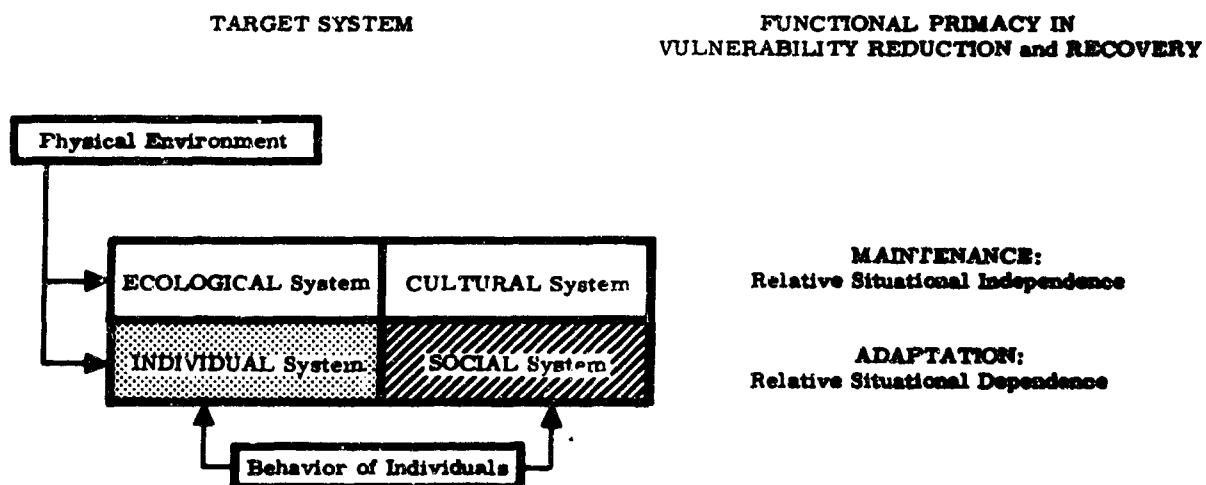 TARGET SYSTEM
FUNCTIONAL PRIMACY IN
VULNERABILITY REDUCTION and RECOVERY
Physical Environment
ECOLOGICAL System
CULTURAL System
MAINTENANCE:
Relative Situational Independence
INDIVIDUAL System
SOCIAL System
ADAPTATION:
Relative Situational Dependence
Behavior of Individuals